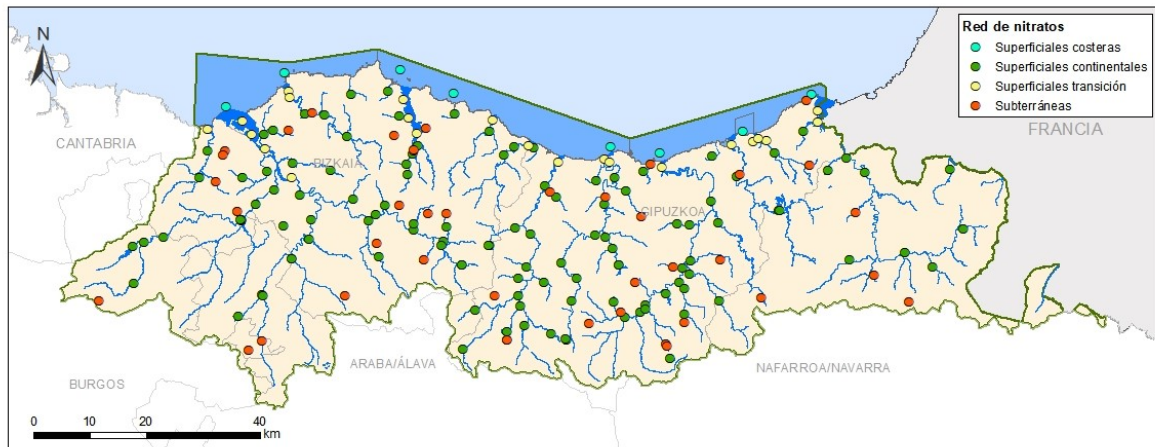 N
Red de nitratos
Superficiales costeras
Superficiales continentales
Superficiales transición
Subterráneas
FRANCIA
CANTABRIA
BIZKAIA
GIPUZKOA
ARABA/ÁLAVA
NAFARROA/NAVARRA
BURGOS
0 10 20 40
km